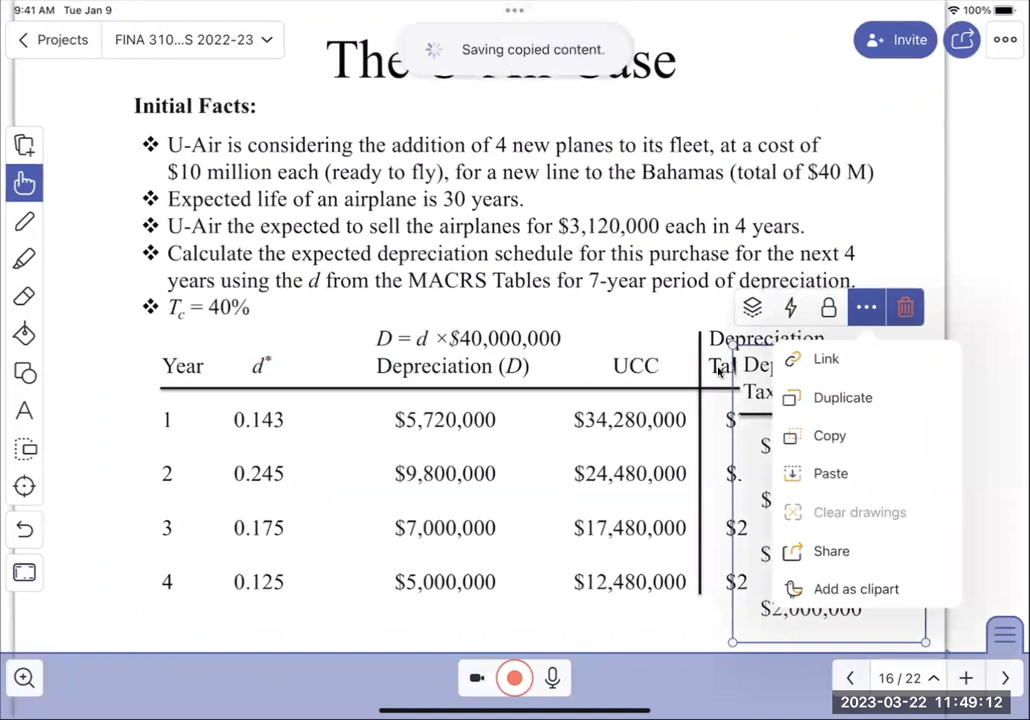 9:41 AM Tue Jan 9
100%
Projects
FINA 310...S 2022-23
Saving copied content.
Invite
The Case
Initial Facts:
❖ U-Air is considering the addition of 4 new planes to its fleet, at a cost of
$10 million each (ready to fly), for a new line to the Bahamas (total of $40 M)
❖ Expected life of an airplane is 30 years.
❖ U-Air the expected to sell the airplanes for $3,120,000 each in 4 years.
❖ Calculate the expected depreciation schedule for this purchase for the next 4
years using the d from the MACRS Tables for 7-year period of depreciation.
❖ Tc = 40%
D = d ×$40,000,000
Depreciation
Year d* Depreciation (D) UCC
1 0.143 $5,720,000 $34,280,000
2 0.245 $9,800,000 $24,480,000
3 0.175 $7,000,000 $17,480,000 $2
4 0.125 $5,000,000 $12,480,000 $2
$2,000,000
Link
Duplicate
Copy
Paste
Clear drawings
Share
Add as clipart
16 / 22
2023-03-22 11:49:12